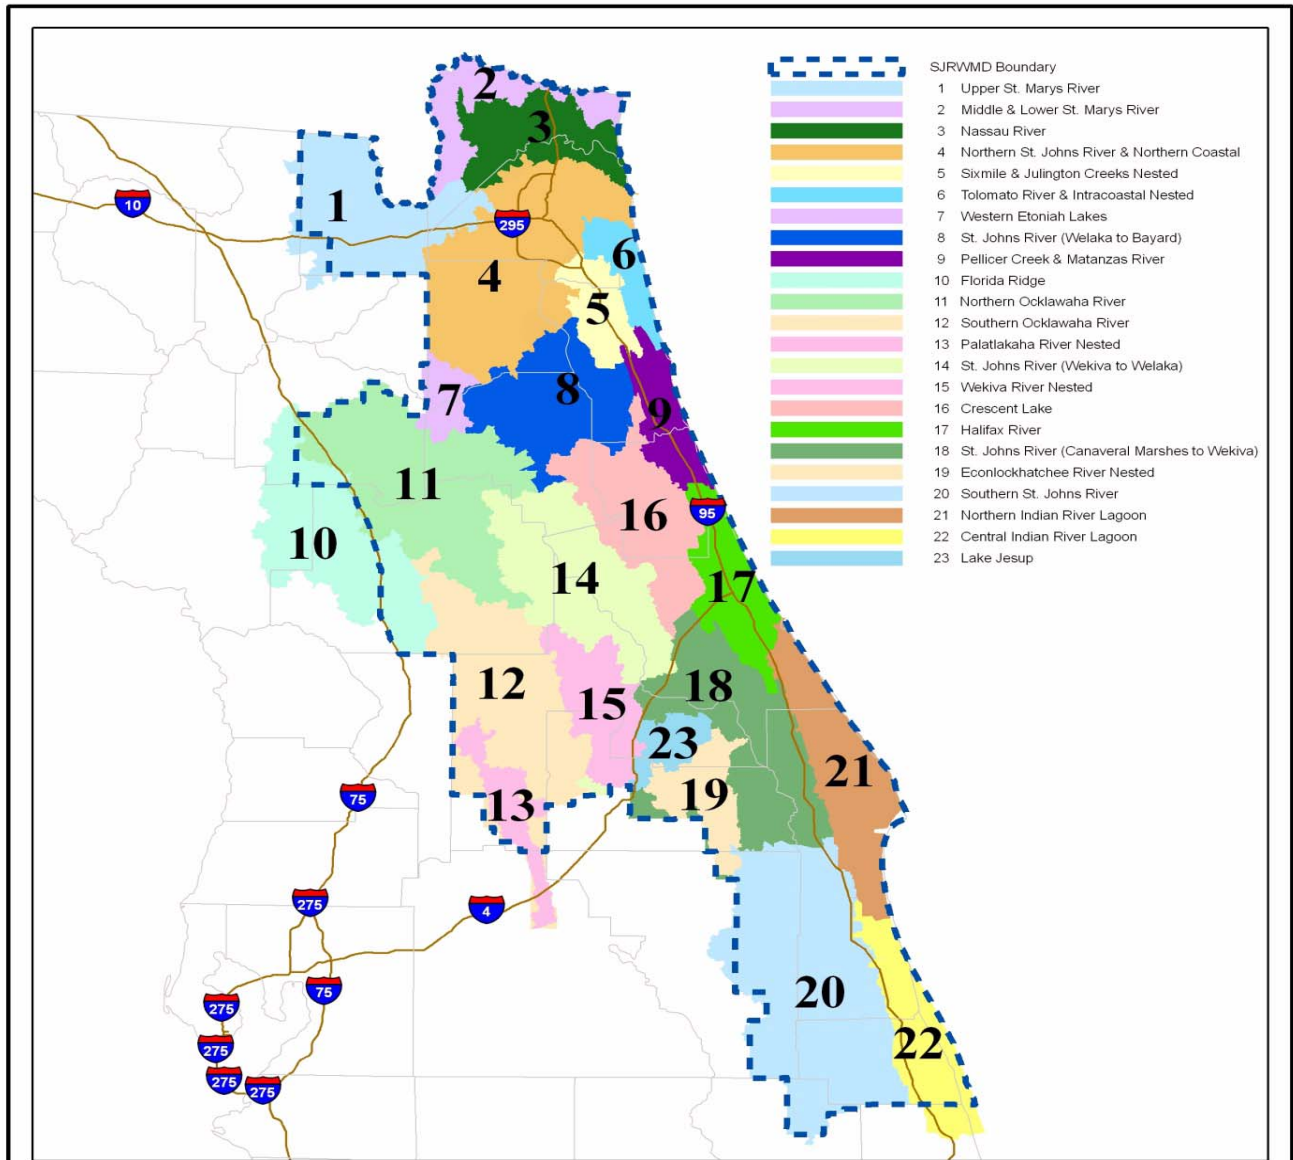 SJRWMD Boundary
1 Upper St. Marys River
2 Middle & Lower St. Marys River
3 Nassau River
4 Northern St. Johns River & Northern Coastal
5 Sixmile & Julington Creeks Nested
6 Tolomato River & Intracoastal Nested
7 Western Etoniah Lakes
8 St. Johns River (Welaka to Bayard)
9 Pellicer Creek & Matanzas River
10 Florida Ridge
11 Northern Ocklawaha River
12 Southern Ocklawaha River
13 Palatlakaha River Nested
14 St. Johns River (Wekiva to Welaka)
15 Wekiva River Nested
16 Crescent Lake
17 Halifax River
18 St. Johns River (Canaveral Marshes to Wekiva)
19 Econlockhatchee River Nested
20 Southern St. Johns River
21 Northern Indian River Lagoon
22 Central Indian River Lagoon
23 Lake Jesup
2
3
1
10
295
6
4
5
8
7
9
11
16
95
10
14
17
12
15
18
23
21
19
13
75
275
4
20
75
275
22
275
275
275